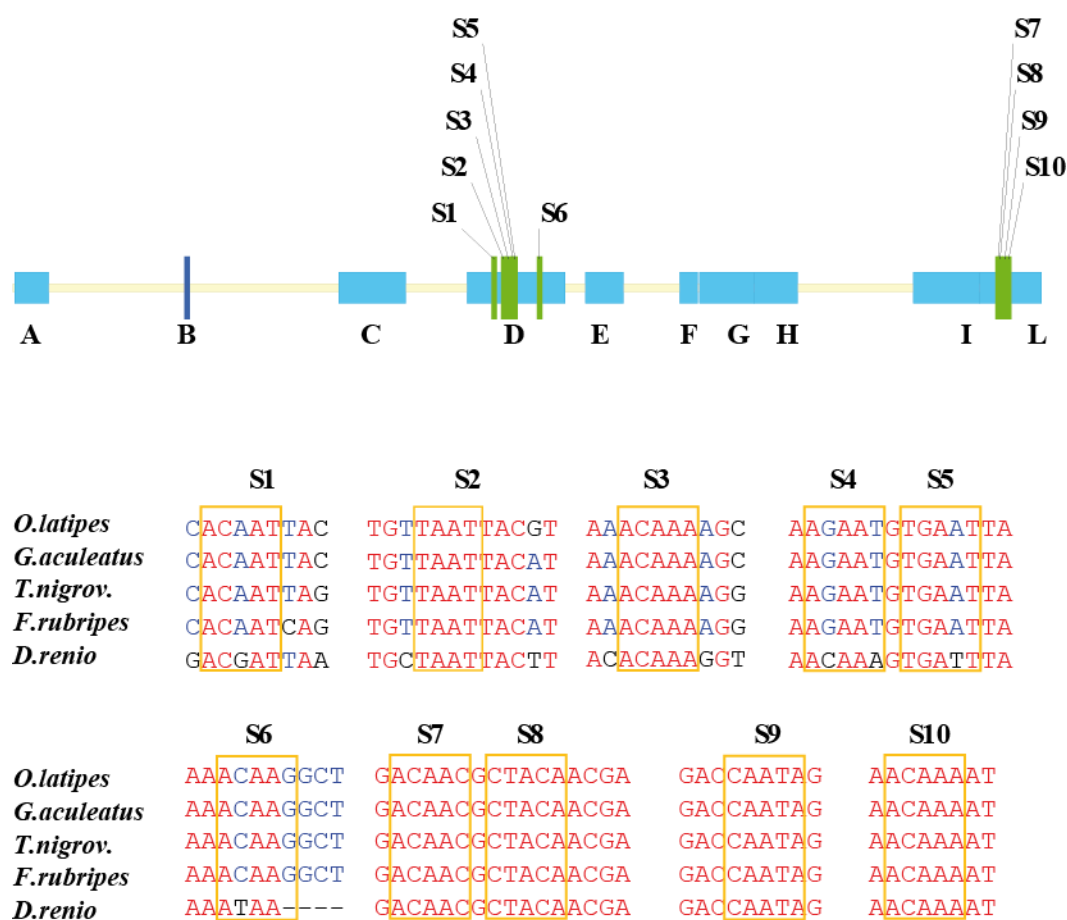 S5 S7
S4 S8
S3 S9
S2 S10
S1 S6
A B C D E F G H I L
S1 S2 S3 S4 S5
O.latipes CACAATTAC TGTTAATTACGT AAACAAAAGC AAGAATGTGAATTA
G.aculeatus CACAATTAC TGTTAATTACAT AAACAAAAGC AAGAATGTGAATTA
T.nigrov. CACAATTAG TGTTAATTACAT AAACAAAAGG AAGAATGTGAATTA
F.rubripes CACAATCAG TGTTAATTACAT AAACAAAAGG AAGAATGTGAATTA
D.renio GACGATTAA TGCTAATTACTT ACACAAAGGT AACAAAGTGATTTA
S6 S7 S8 S9 S10
O.latipes AAACAAGGCT GACAACGCTACAACGA GACCAATAG AACAAAAT
G.aculeatus AAACAAGGCT GACAACGCTACAACGA GACCAATAG AACAAAAT
T.nigrov. AAACAAGGCT GACAACGCTACAACGA GACCAATAG AACAAAAT
F.rubripes AAACAAGGCT GACAACGCTACAACGA GACCAATAG AACAAAAT
D.renio AAATAA---- GACAACGCTACAACGA GACCAATAG AACAAAAT